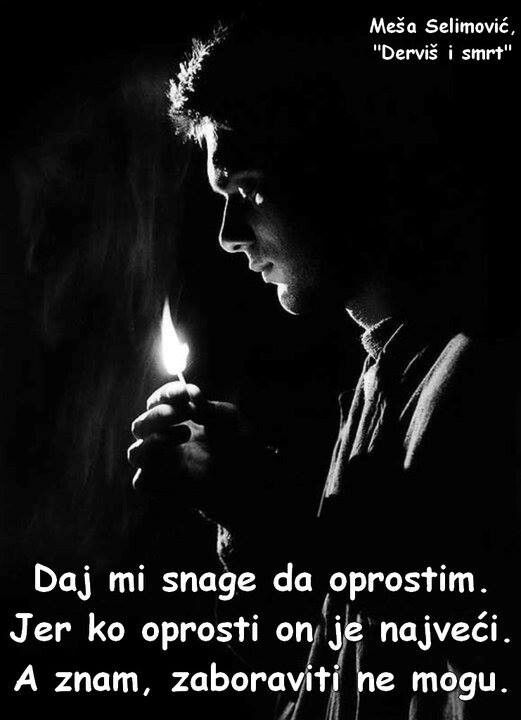 Meša Selimović,
"Derviš i smrt"
Daj mi snage da oprostim.
Jer ko oprosti on je najveći.
A znam, zaboraviti ne mogu.